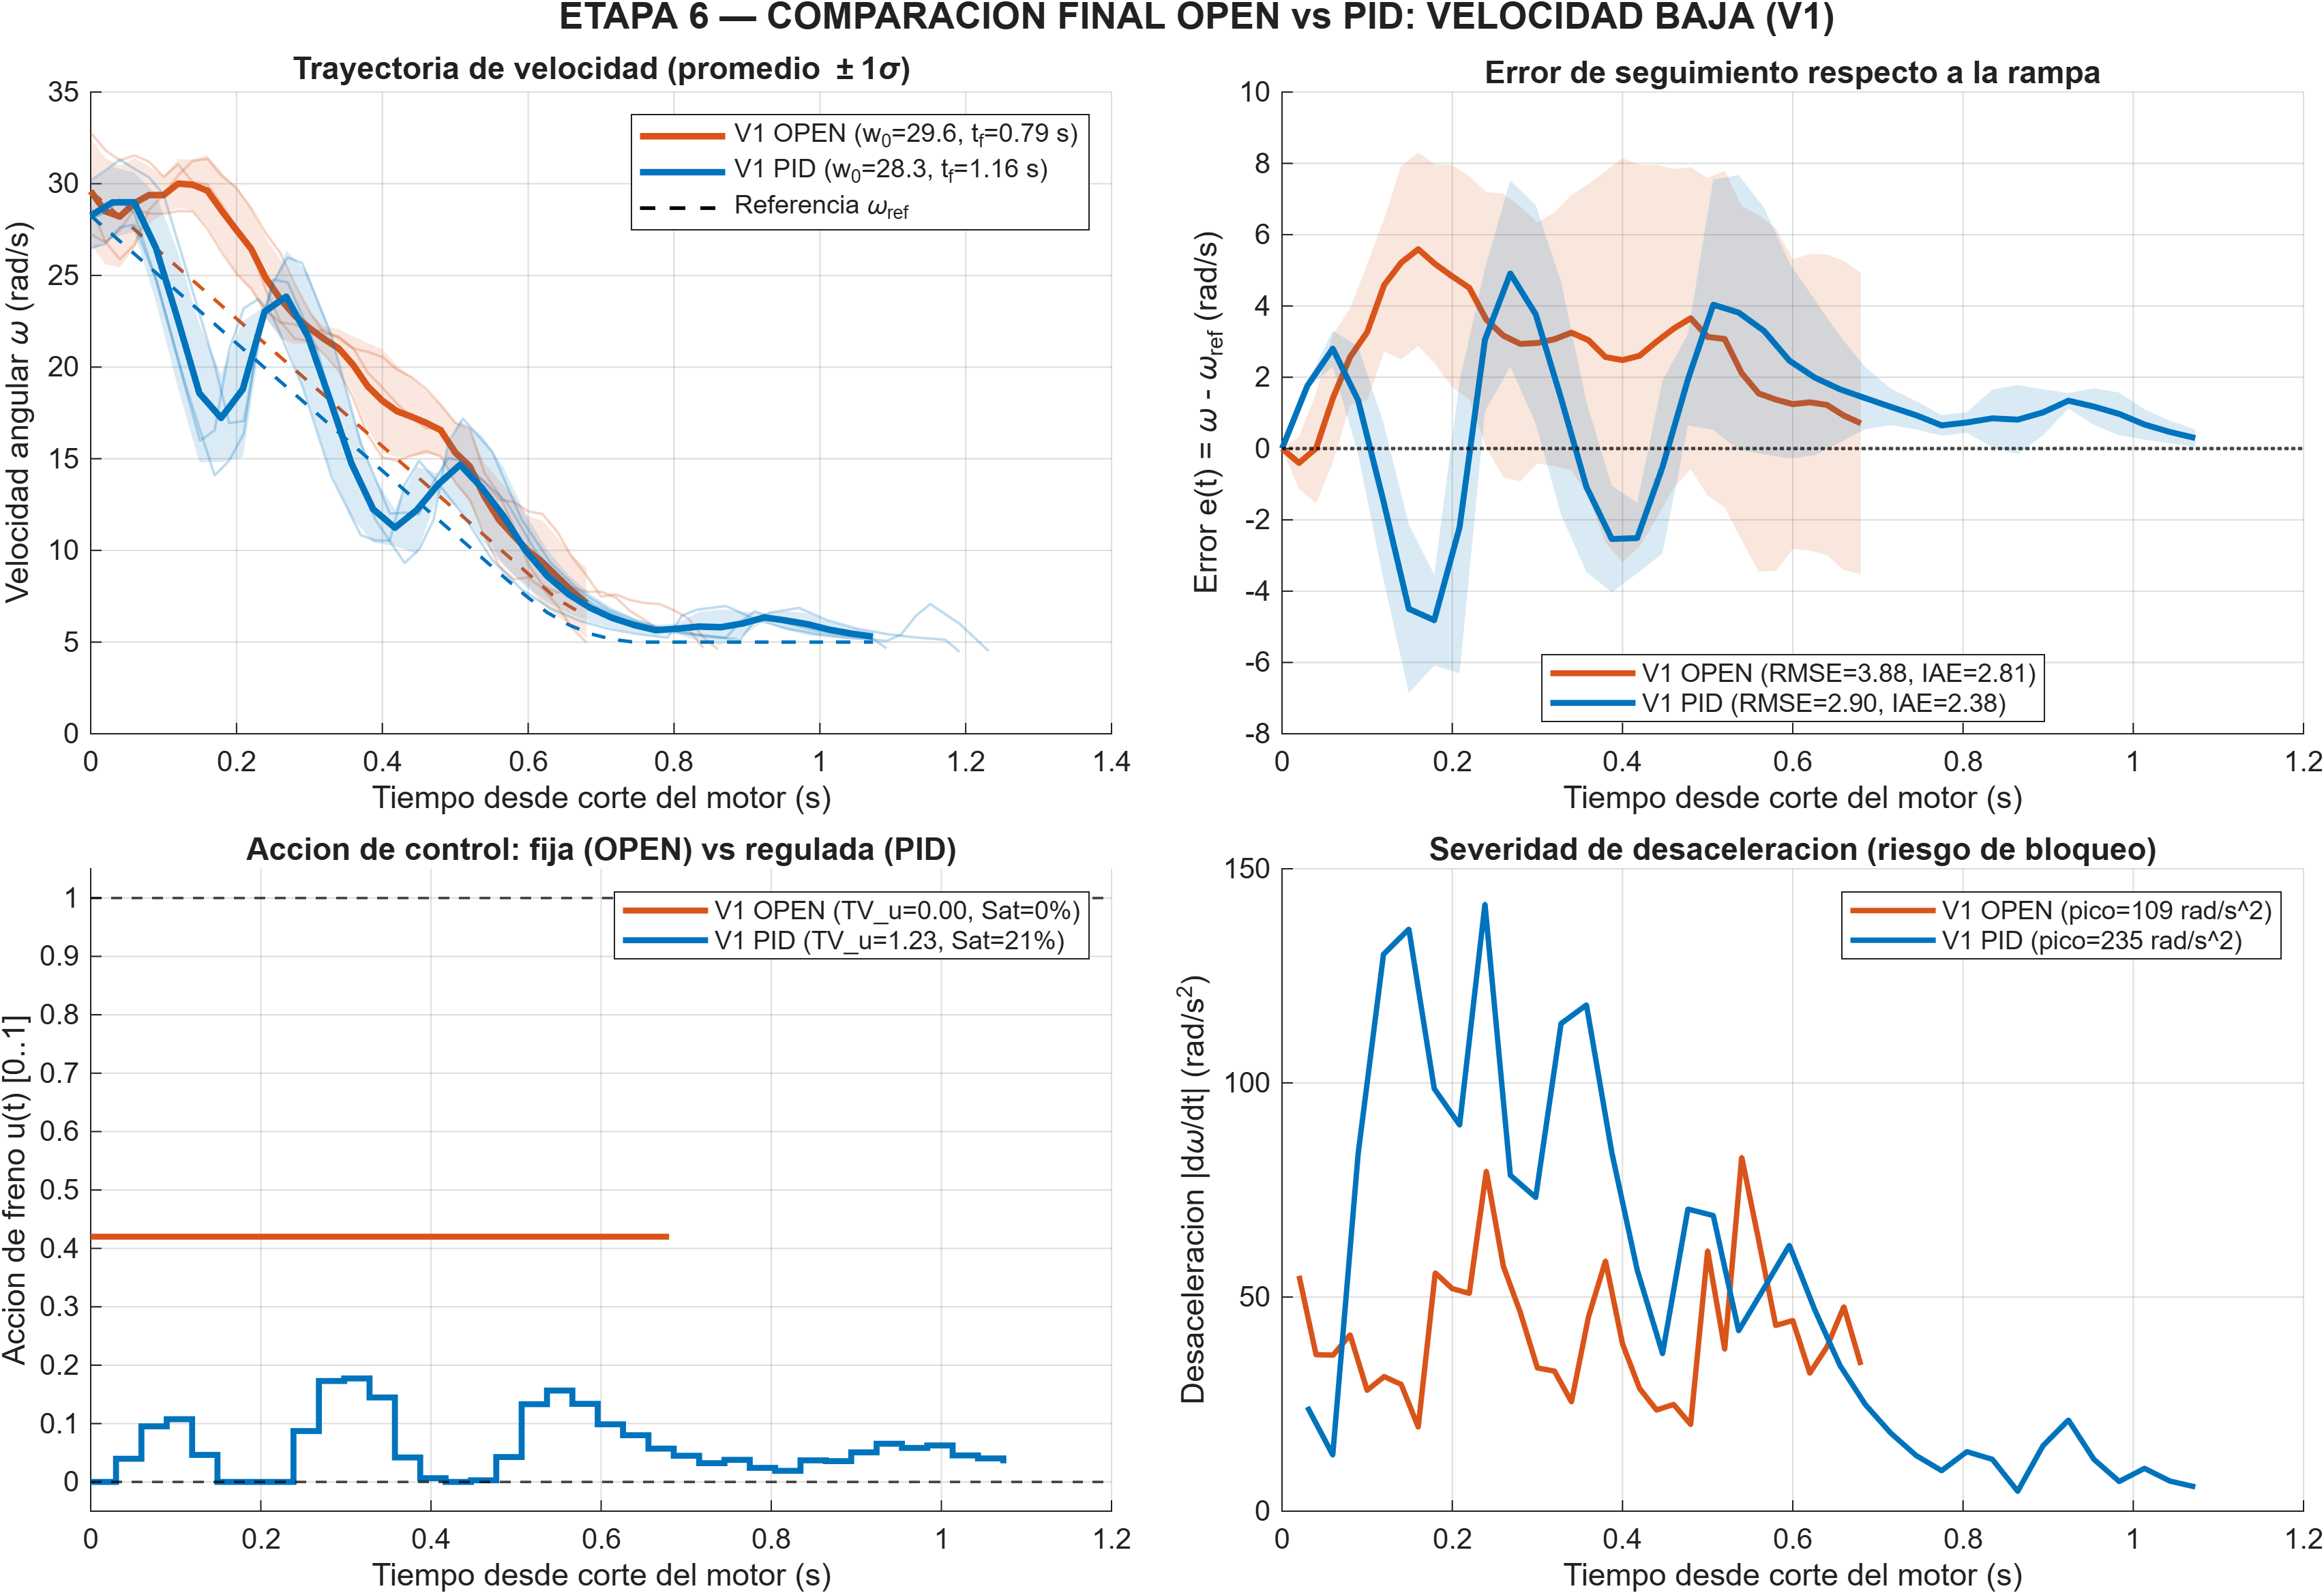 ETAPA 6 — COMPARACION FINAL OPEN vs PID: VELOCIDAD BAJA (V1)
Trayectoria de velocidad (promedio ± 1σ)
35
30
25
20
15
10
5
0
Velocidad angular ω (rad/s)
V1 OPEN (w0=29.6, tf=0.79 s)
V1 PID (w0=28.3, tf=1.16 s)
Referencia ωref
0 0.2 0.4 0.6 0.8 1 1.2 1.4
Tiempo desde corte del motor (s)
Error de seguimiento respecto a la rampa
10
8
6
4
2
0
-2
-4
-6
-8
Error e(t) = ω - ωref (rad/s)
V1 OPEN (RMSE=3.88, IAE=2.81)
V1 PID (RMSE=2.90, IAE=2.38)
0 0.2 0.4 0.6 0.8 1 1.2
Tiempo desde corte del motor (s)
Accion de control: fija (OPEN) vs regulada (PID)
1
0.9
0.8
0.7
0.6
0.5
0.4
0.3
0.2
0.1
0
Accion de freno u(t) [0..1]
V1 OPEN (TV_u=0.00, Sat=0%)
V1 PID (TV_u=1.23, Sat=21%)
0 0.2 0.4 0.6 0.8 1 1.2
Tiempo desde corte del motor (s)
Severidad de desaceleracion (riesgo de bloqueo)
150
100
50
0
Desaceleracion |dω/dt| (rad/s²)
V1 OPEN (pico=109 rad/s^2)
V1 PID (pico=235 rad/s^2)
0 0.2 0.4 0.6 0.8 1 1.2
Tiempo desde corte del motor (s)